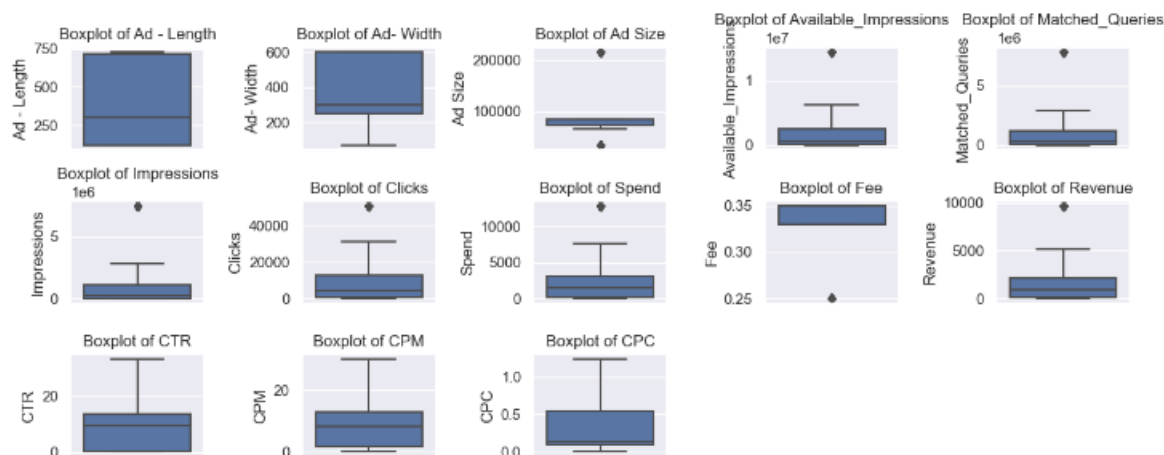 Boxplot of Ad - Length
Ad - Length
750
500
250
Boxplot of Ad- Width
Ad- Width
600
400
200
Boxplot of Ad Size
Ad Size
200000
100000
Boxplot of Available_Impressions
1e7
Available_Impressions
1
0
Boxplot of Matched_Queries
1e6
Matched_Queries
5
0
Boxplot of Impressions
1e6
Impressions
5
0
Boxplot of Clicks
Clicks
40000
20000
0
Boxplot of Spend
Spend
10000
5000
0
Boxplot of Fee
Fee
0.35
0.30
0.25
Boxplot of Revenue
Revenue
10000
5000
0
Boxplot of CTR
CTR
20
0
Boxplot of CPM
CPM
20
0
Boxplot of CPC
CPC
1.0
0.5
0.0